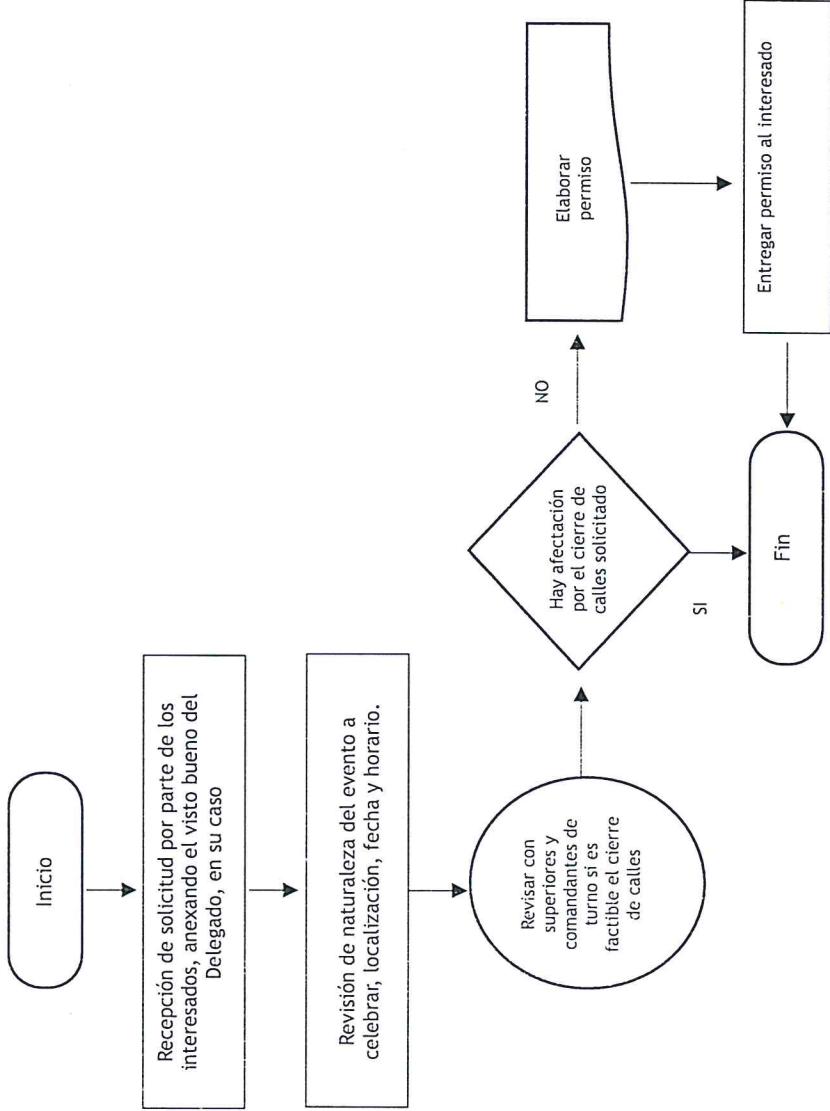 Inicio
Recepción de solicitud por parte de los
interesados, anexando el visto bueno del
Delegado, en su caso
Revisión de naturaleza del evento a
celebrar, localización, fecha y horario.
Revisar con
superiores y
comandantes de
turno si es
factible el cierre
de calles
Hay afectación
por el cierre de
calles solicitado
NO
SI
Elaborar
permiso
Entregar permiso al interesado
Fin